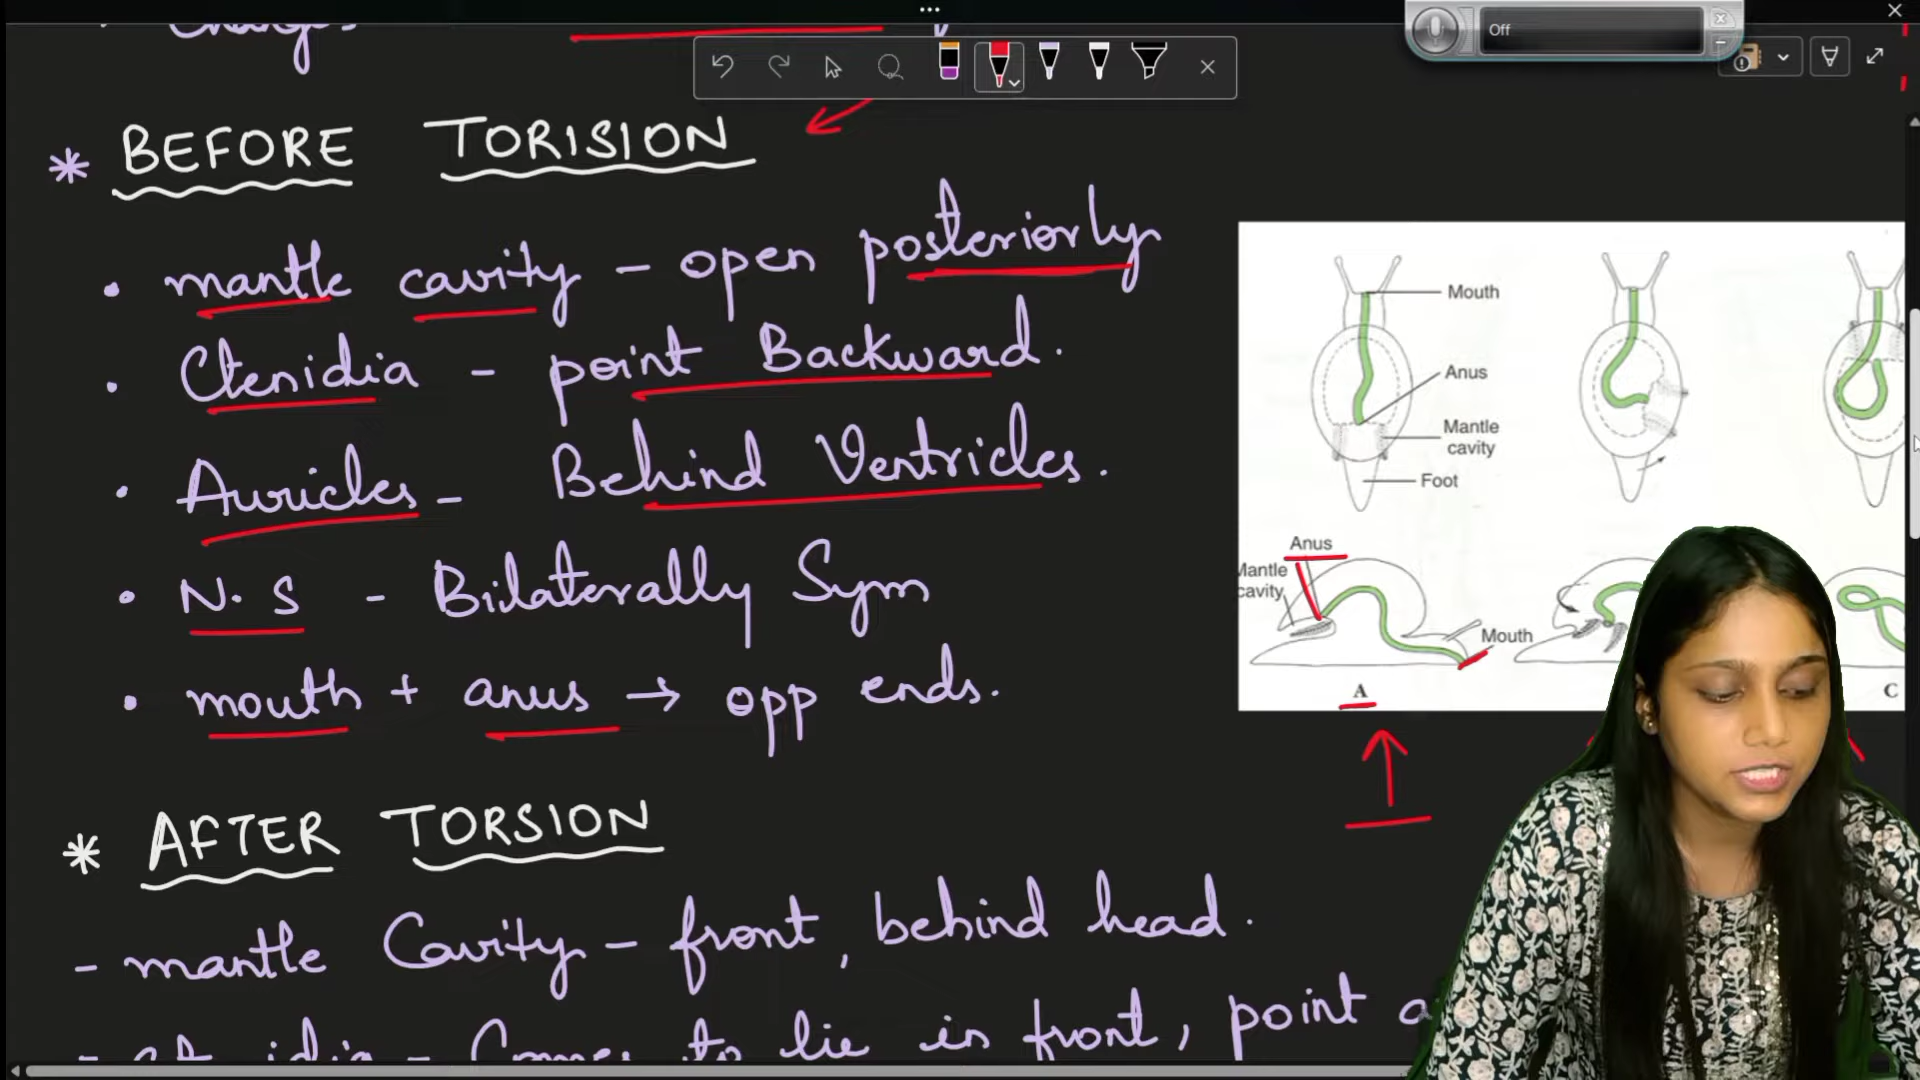 Off
* BEFORE TORISION
• mantle cavity - open posteriorly
• Ctenidia - point Backward.
• Auricles - Behind Ventricles.
• N.S - Bilaterally Sym
• mouth + anus → opp ends.
* AFTER TORSION
- mantle Cavity - front, behind head.
to lie in front, point a
Mouth
Anus
Mantle
cavity
Foot
Anus
Mantle
cavity
Mouth
A
C